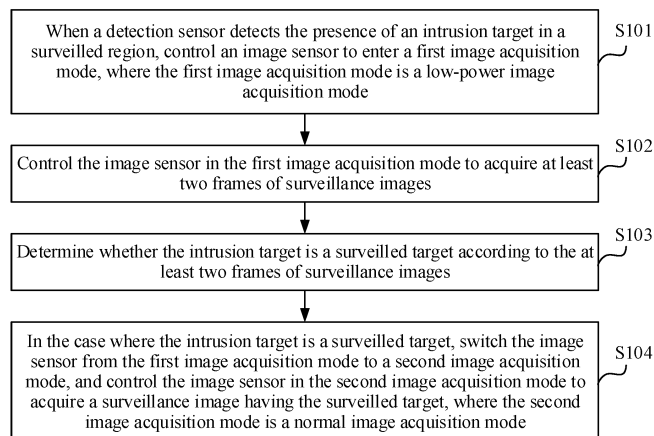 When a detection sensor detects the presence of an intrusion target in a
surveilled region, control an image sensor to enter a first image acquisition
mode, where the first image acquisition mode is a low-power image
acquisition mode
S101
Control the image sensor in the first image acquisition mode to acquire at least
two frames of surveillance images
S102
Determine whether the intrusion target is a surveilled target according to the at
least two frames of surveillance images
S103
In the case where the intrusion target is a surveilled target, switch the image
sensor from the first image acquisition mode to a second image acquisition
mode, and control the image sensor in the second image acquisition mode to
acquire a surveillance image having the surveilled target, where the second
image acquisition mode is a normal image acquisition mode
S104